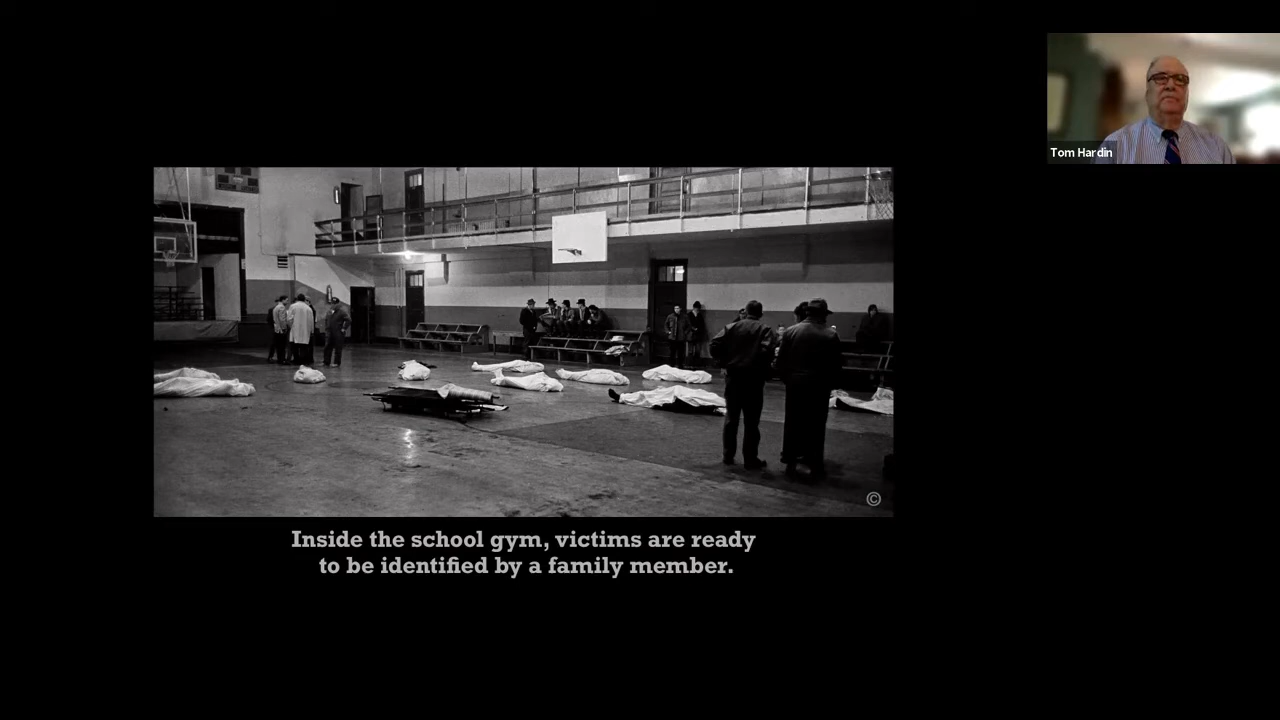 Tom Hardin
©
Inside the school gym, victims are ready
to be identified by a family member.